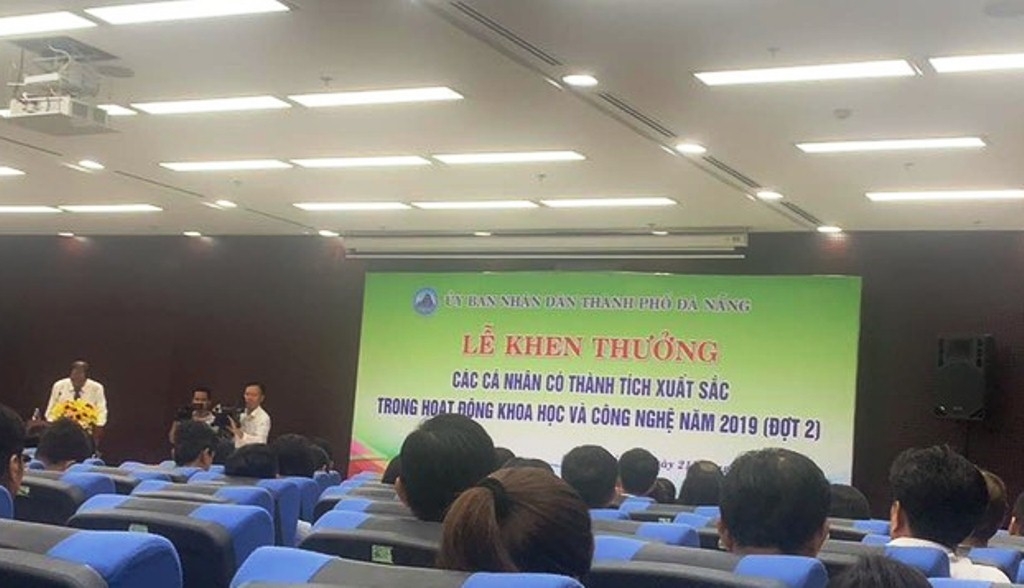 ỦY BAN NHÂN DÂN THÀNH PHỐ ĐÀ NẴNG
LỄ KHEN THƯỞNG
CÁC CÁ NHÂN CÓ THÀNH TÍCH XUẤT SẮC
TRONG HOẠT ĐỘNG KHOA HỌC VÀ CÔNG NGHỆ NĂM 2019 (ĐỢT 2)